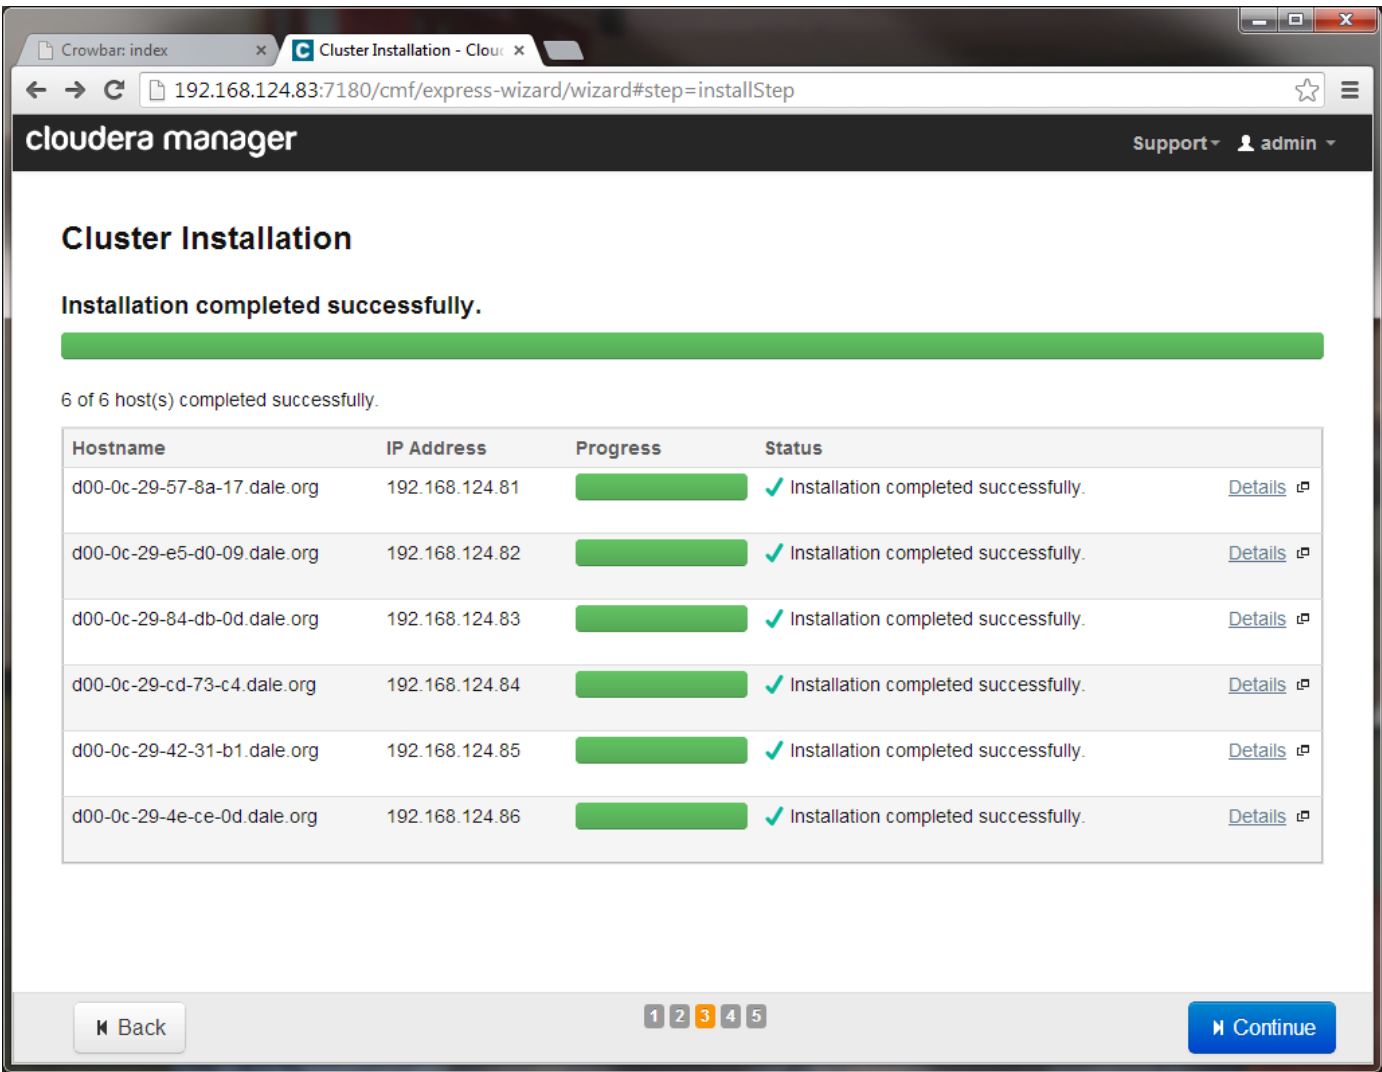 Crowbar: index
Cluster Installation - Clou
192.168.124.83:7180/cmf/express-wizard/wizard#step=installStep
cloudera manager
Support admin
Cluster Installation
Installation completed successfully.
6 of 6 host(s) completed successfully.
Hostname IP Address Progress Status
d00-0c-29-57-8a-17.dale.org 192.168.124.81 Installation completed successfully. Details
d00-0c-29-e5-d0-09.dale.org 192.168.124.82 Installation completed successfully. Details
d00-0c-29-84-db-0d.dale.org 192.168.124.83 Installation completed successfully. Details
d00-0c-29-cd-73-c4.dale.org 192.168.124.84 Installation completed successfully. Details
d00-0c-29-42-31-b1.dale.org 192.168.124.85 Installation completed successfully. Details
d00-0c-29-4e-ce-0d.dale.org 192.168.124.86 Installation completed successfully. Details
Back 1 2 3 4 5 Continue